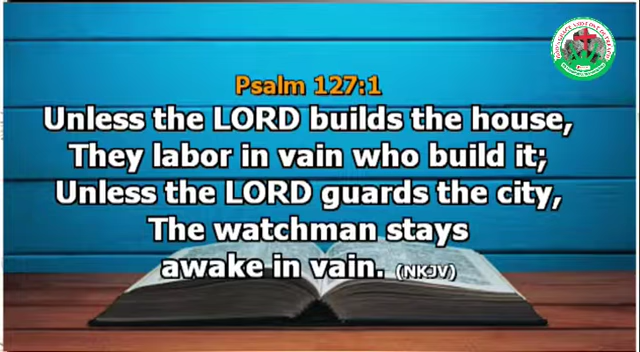 Psalm 127:1
Unless the LORD builds the house,
They labor in vain who build it;
Unless the LORD guards the city,
The watchman stays
awake in vain. (NKJV)